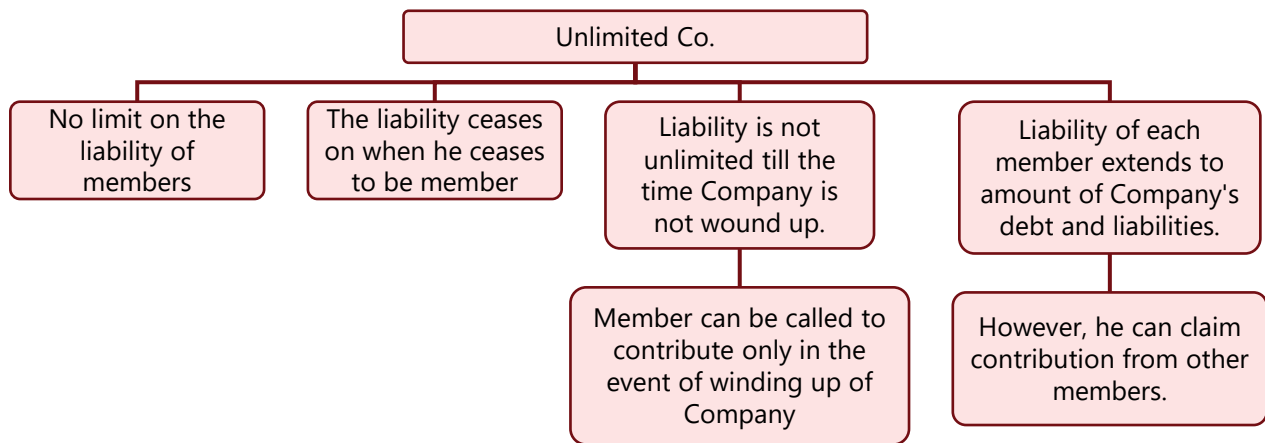 Unlimited Co.
No limit on the
liability of
members
The liability ceases
on when he ceases
to be member
Liability is not
unlimited till the
time Company is
not wound up.
Member can be called to
contribute only in the
event of winding up of
Company
Liability of each
member extends to
amount of Company's
debt and liabilities.
However, he can claim
contribution from other
members.